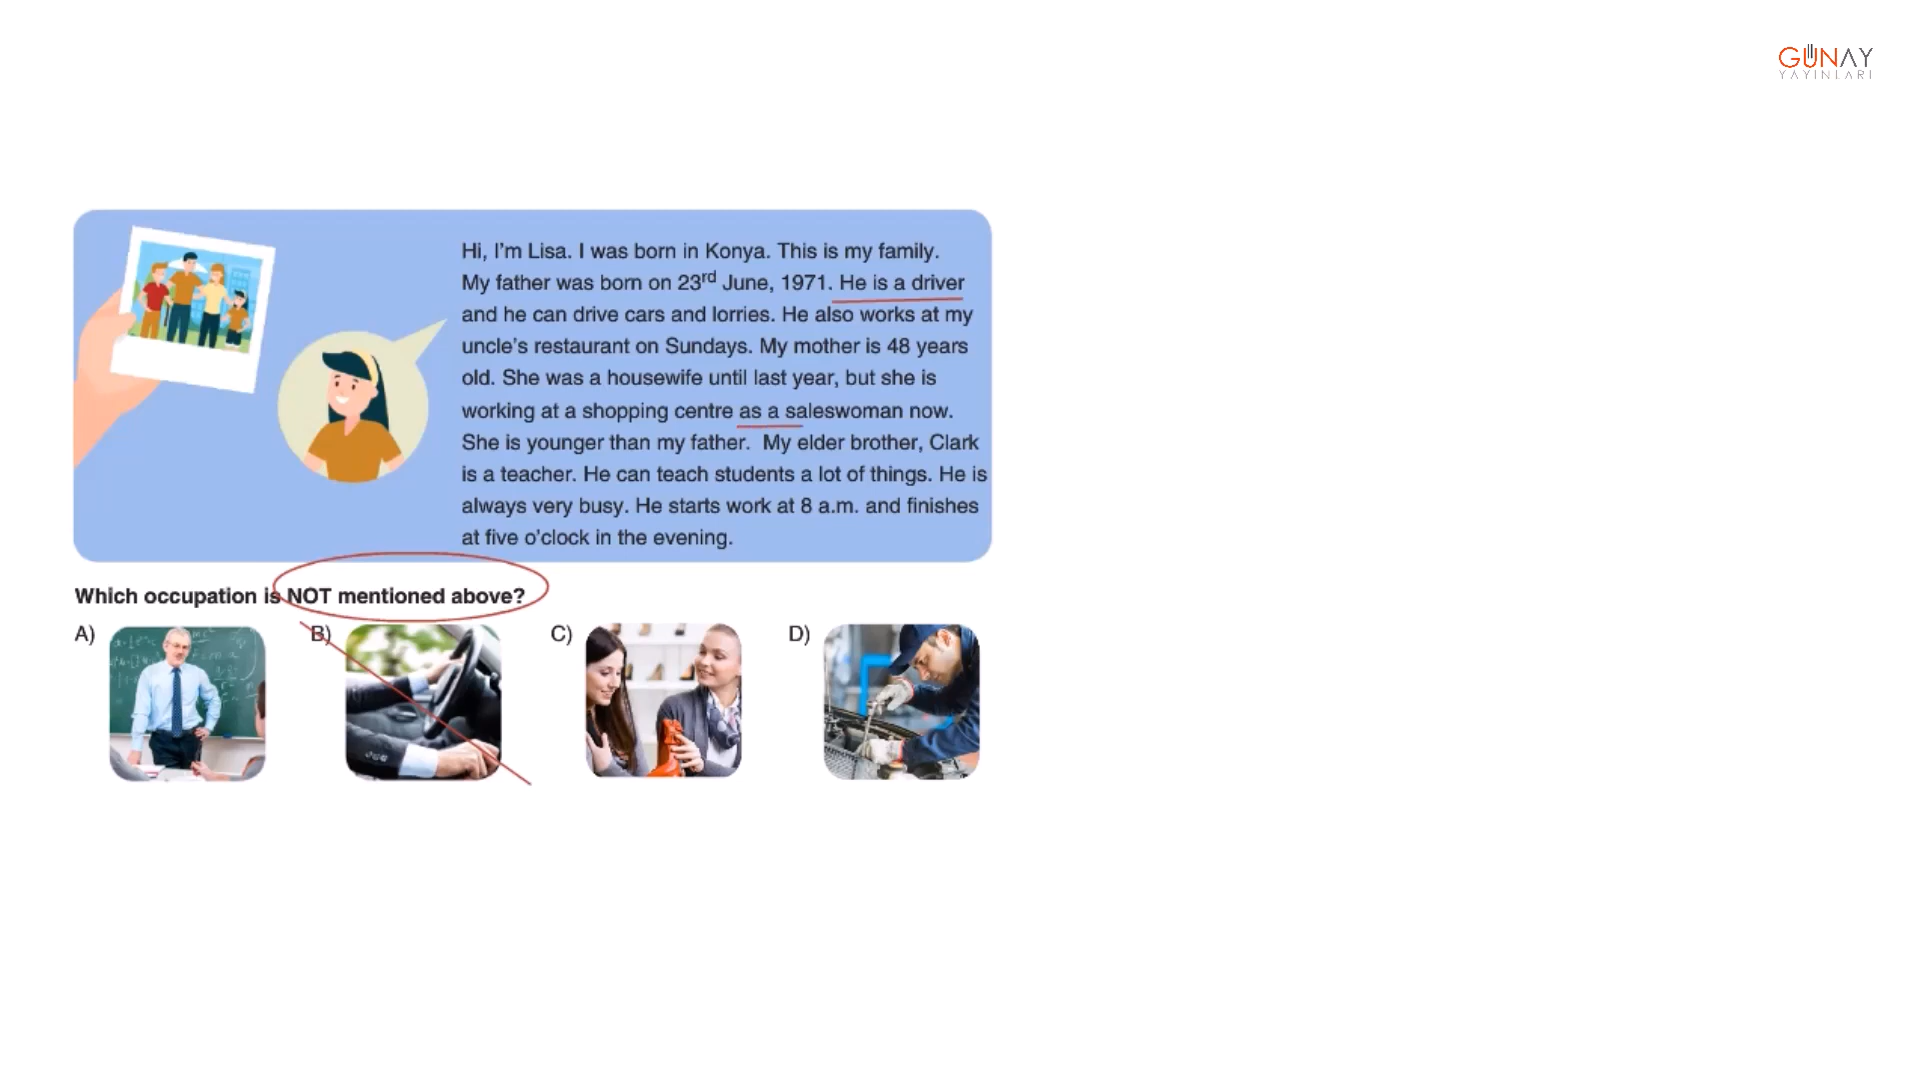 GÜNAY
YAYINLARI
Hi, I'm Lisa. I was born in Konya. This is my family.
My father was born on 23rd June, 1971. He is a driver
and he can drive cars and lorries. He also works at my
uncle's restaurant on Sundays. My mother is 48 years
old. She was a housewife until last year, but she is
working at a shopping centre as a saleswoman now.
She is younger than my father. My elder brother, Clark
is a teacher. He can teach students a lot of things. He is
always very busy. He starts work at 8 a.m. and finishes
at five o'clock in the evening.
Which occupation is NOT mentioned above?
A) B) C) D)